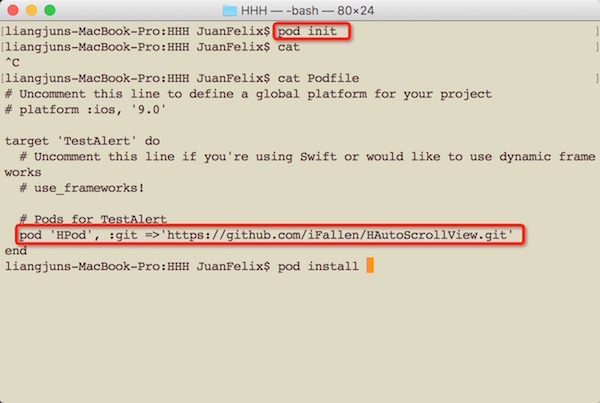 HHH — -bash — 80×24
[liangjuns-MacBook-Pro:HHH JuanFelix$ pod init ]
[liangjuns-MacBook-Pro:HHH JuanFelix$ cat ]
^C
[liangjuns-MacBook-Pro:HHH JuanFelix$ cat Podfile ]
# Uncomment this line to define a global platform for your project
# platform :ios, '9.0'
target 'TestAlert' do
# Uncomment this line if you're using Swift or would like to use dynamic frame
works
# use_frameworks!
# Pods for TestAlert
pod 'HPod', :git =>'https://github.com/iFallen/HAutoScrollView.git'
end
liangjuns-MacBook-Pro:HHH JuanFelix$ pod install